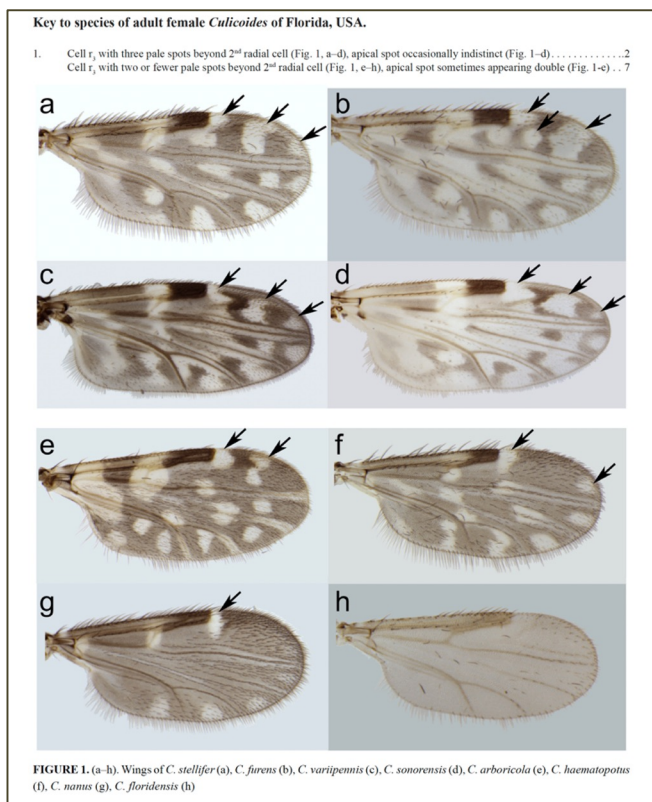 Key to species of adult female Culicoides of Florida, USA.
1. Cell r3 with three pale spots beyond 2nd radial cell (Fig. 1, a–d), apical spot occasionally indistinct (Fig. 1–d). . . . . . . . . . . . .2
Cell r3 with two or fewer pale spots beyond 2nd radial cell (Fig. 1, e–h), apical spot sometimes appearing double (Fig. 1-e) . . 7
a
b
c
d
e
f
g
h
FIGURE 1. (a–h). Wings of C. stellifer (a), C. furens (b), C. variipennis (c), C. sonorensis (d), C. arboricola (e), C. haematopotus
(f), C. nanus (g), C. floridensis (h)